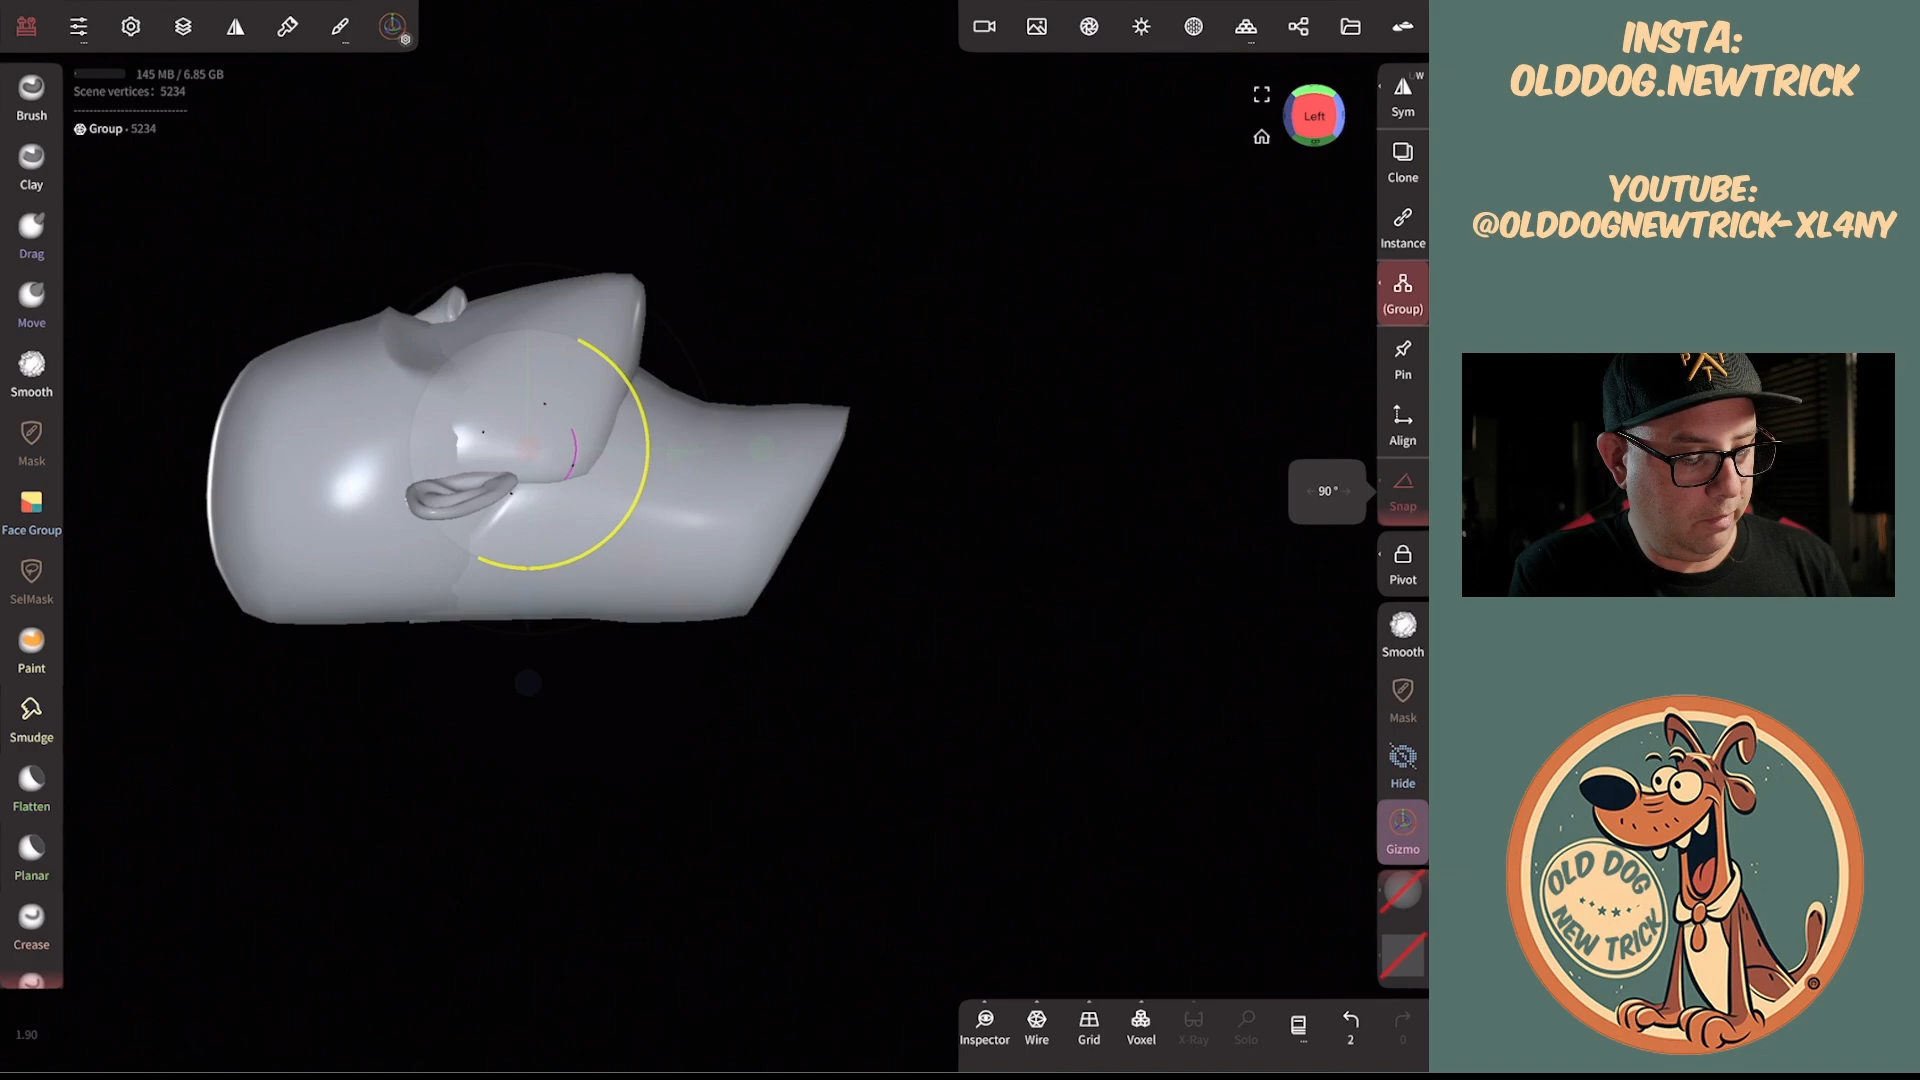 145 MB / 6.85 GB
Scene vertices: 5234
Group • 5234
Brush
Clay
Drag
Move
Smooth
Mask
Face Group
SelMask
Paint
Smudge
Flatten
Planar
Crease
1.90
Left
W
Sym
Clone
Instance
(Group)
Pin
Align
90 °
Snap
Pivot
Smooth
Mask
Hide
Gizmo
Inspector
Wire
Grid
Voxel
X-Ray
Solo
2
0
INSTA:
OLDDOG.NEWTRICK
YOUTUBE:
@OLDDOGNEWTRICK-XL4NY
OLD DOG
NEW TRICK